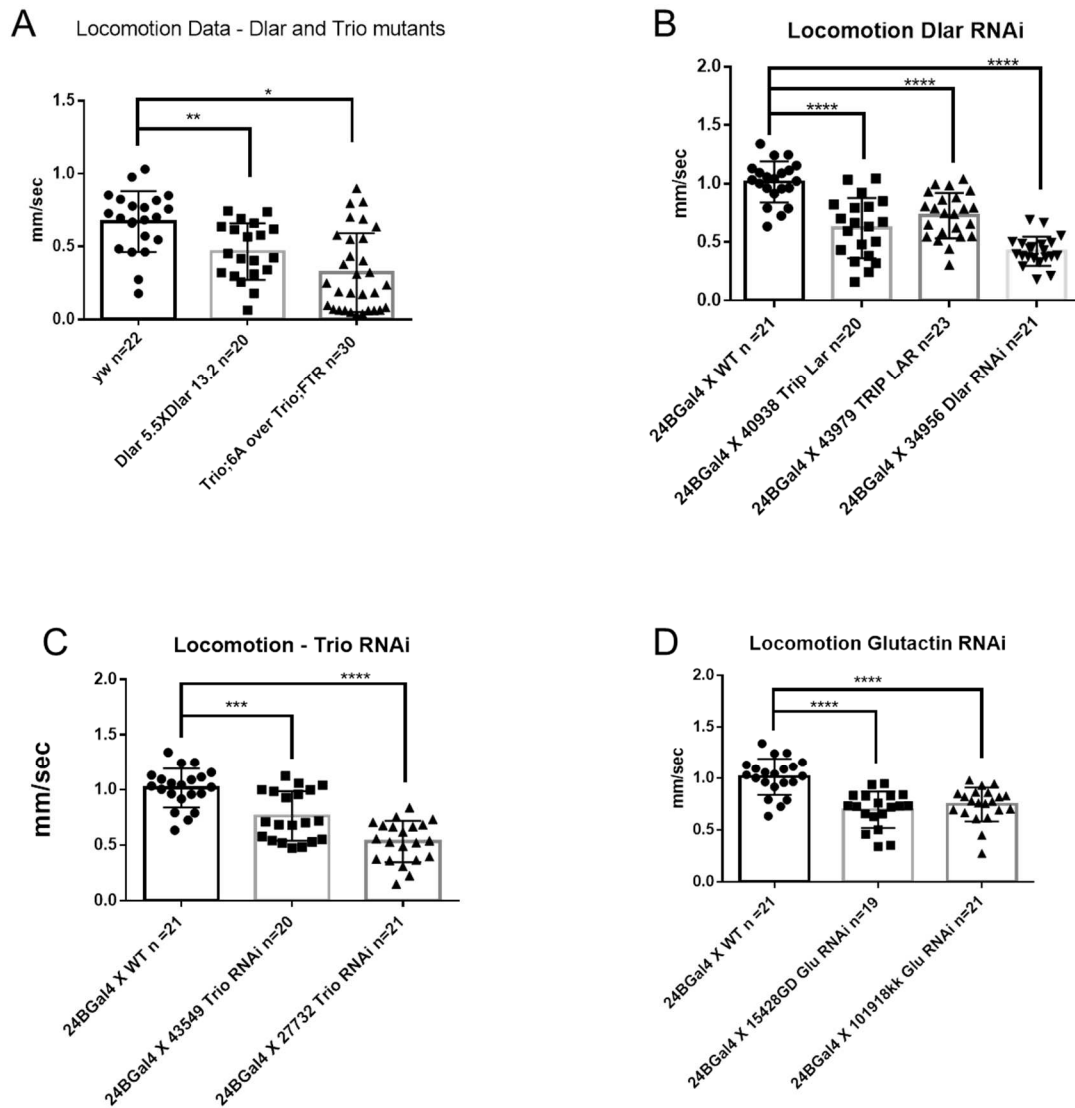 A
Locomotion Data - Dlar and Trio mutants
*
**
1.5
1.0
0.5
0.0
mm/sec
yw n=22
Dlar 5.5XDlar 13.2 n=20
Trio;6A over Trio;FTR n=30
B
Locomotion Dlar RNAi
****
****
****
2.0
1.5
1.0
0.5
0.0
mm/sec
24BGal4 X WT n =21
24BGal4 X 40938 Trip Lar n=20
24BGal4 X 43979 TRIP LAR n=23
24BGal4 X 34956 Dlar RNAi n=21
C
Locomotion - Trio RNAi
****
***
2.0
1.5
1.0
0.5
0.0
mm/sec
24BGal4 X WT n =21
24BGal4 X 43549 Trio RNAi n=20
24BGal4 X 27732 Trio RNAi n=21
D
Locomotion Glutactin RNAi
****
****
2.0
1.5
1.0
0.5
0.0
mm/sec
24BGal4 X WT n =21
24BGal4 X 15428GD Glu RNAi n=19
24BGal4 X 101918kk Glu RNAi n=21